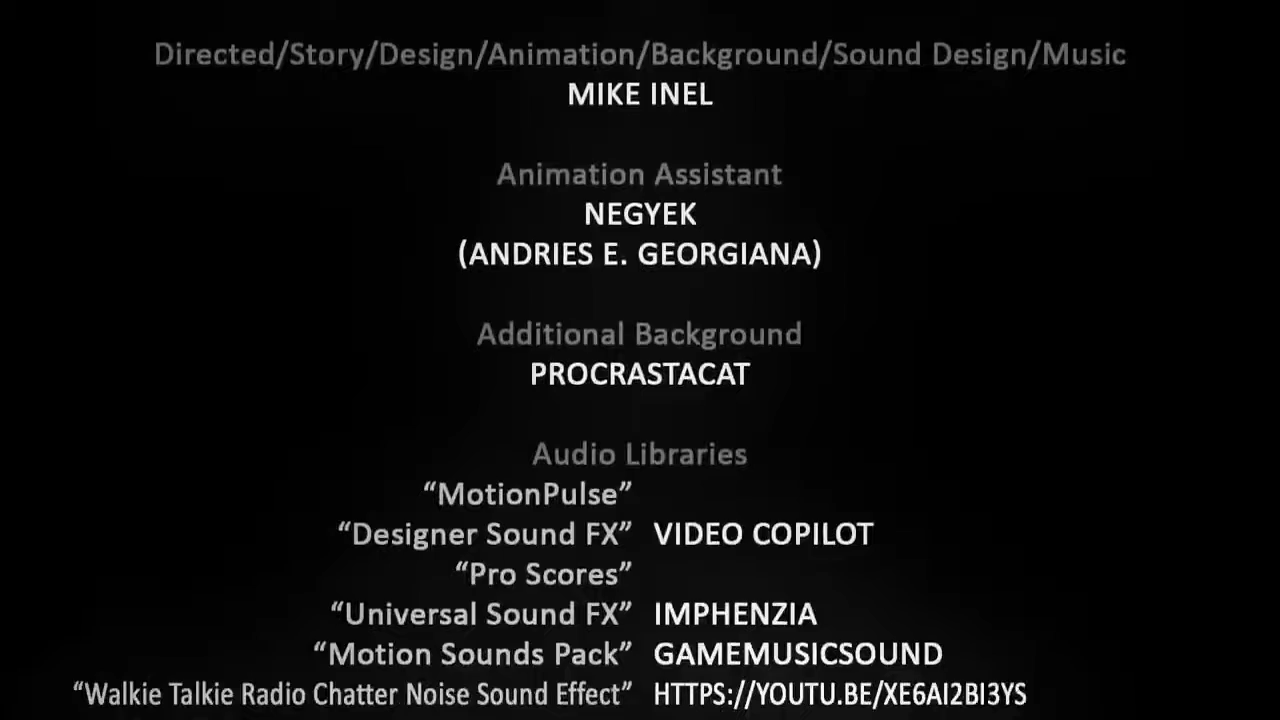 Directed/Story/Design/Animation/Background/Sound Design/Music
MIKE INEL
Animation Assistant
NEGYEK
(ANDRIES E. GEORGIANA)
Additional Background
PROCRASTACAT
Audio Libraries
“MotionPulse”
“Designer Sound FX” VIDEO COPILOT
“Pro Scores”
“Universal Sound FX” IMPHENZIA
“Motion Sounds Pack” GAMEMUSICSOUND
“Walkie Talkie Radio Chatter Noise Sound Effect” HTTPS://YOUTU.BE/XE6AI2BI3YS